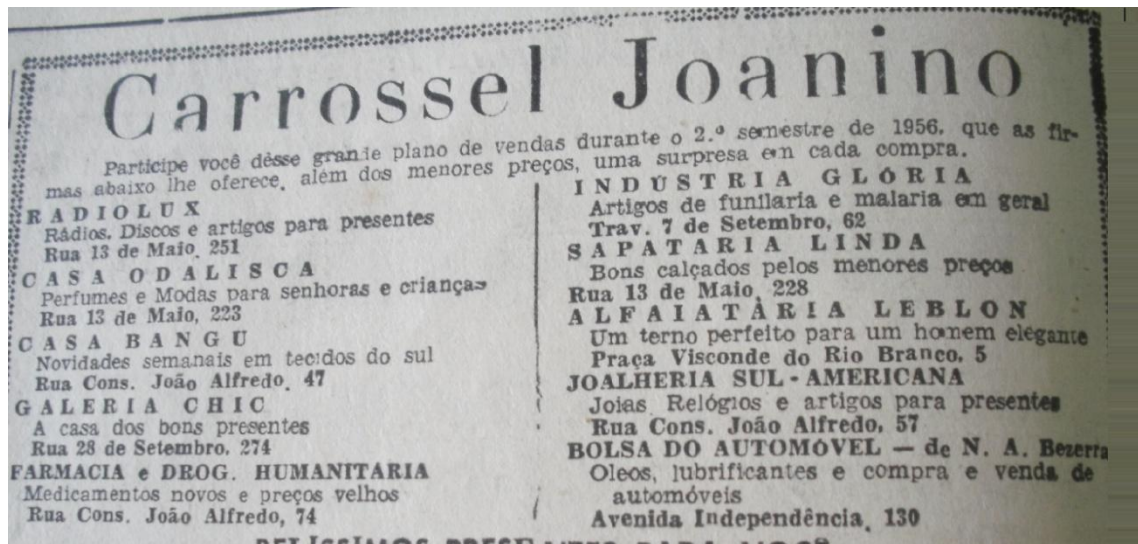 Carrossel Joanino
Participe você dêsse grande plano de vendas durante o 2.º semestre de 1956, que as fir-
mas abaixo lhe oferece, além dos menores preços, uma surpresa em cada compra.
RADIOLUX
Rádios, Discos e artigos para presentes
Rua 13 de Maio, 251
CASA ODALISCA
Perfumes e Modas para senhoras e crianças
Rua 13 de Maio, 223
CASA BANGU
Novidades semanais em tecidos do sul
Rua Cons. João Alfredo, 47
GALERIA CHIC
A casa dos bons presentes
Rua 28 de Setembro, 274
FARMACIA e DROG. HUMANITARIA
Medicamentos novos e preços velhos
Rua Cons. João Alfredo, 74
INDÚSTRIA GLÓRIA
Artigos de funilaria e malaria em geral
Trav. 7 de Setembro, 62
SAPATARIA LINDA
Bons calçados pelos menores preços
Rua 13 de Maio, 228
ALFAIATÀRIA LEBLON
Um terno perfeito para um homem elegante
Praça Visconde do Rio Branco, 5
JOALHERIA SUL-AMERICANA
Joias, Relógios e artigos para presentes
Rua Cons. João Alfredo, 57
BOLSA DO AUTOMÓVEL — de N. A. Bezerra
Oleos, lubrificantes e compra e venda de
automóveis
Avenida Independência, 130